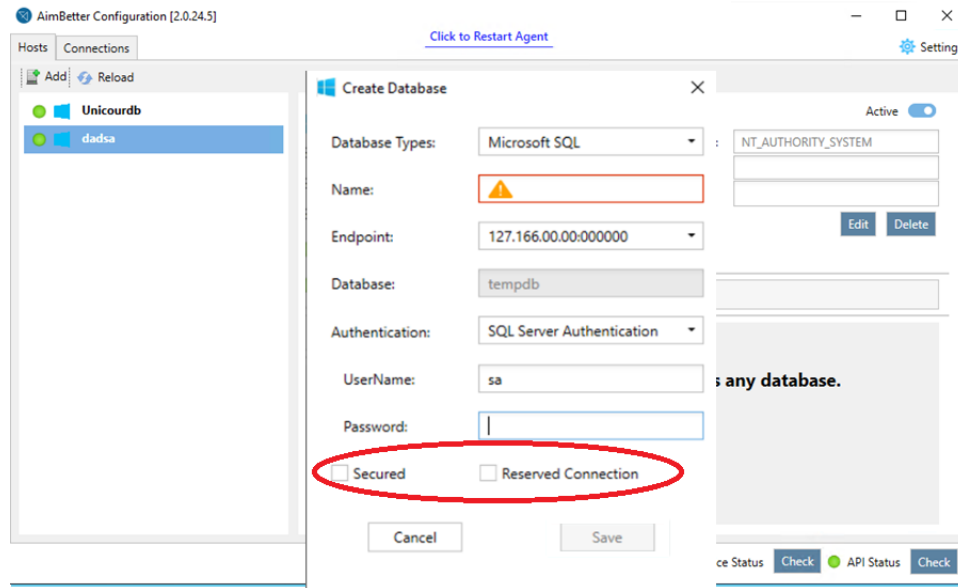 AimBetter Configuration [2.0.24.5]
Hosts
Connections
Click to Restart Agent
Setting
Add
Reload
Unicourdb
dadsa
Create Database
Database Types:
Microsoft SQL
Name:
Endpoint:
127.166.00.00:000000
Database:
tempdb
Authentication:
SQL Server Authentication
UserName:
sa
Password:
Secured
Reserved Connection
Cancel
Save
Active
: NT_AUTHORITY_SYSTEM
Edit
Delete
s any database.
ce Status
Check
API Status
Check